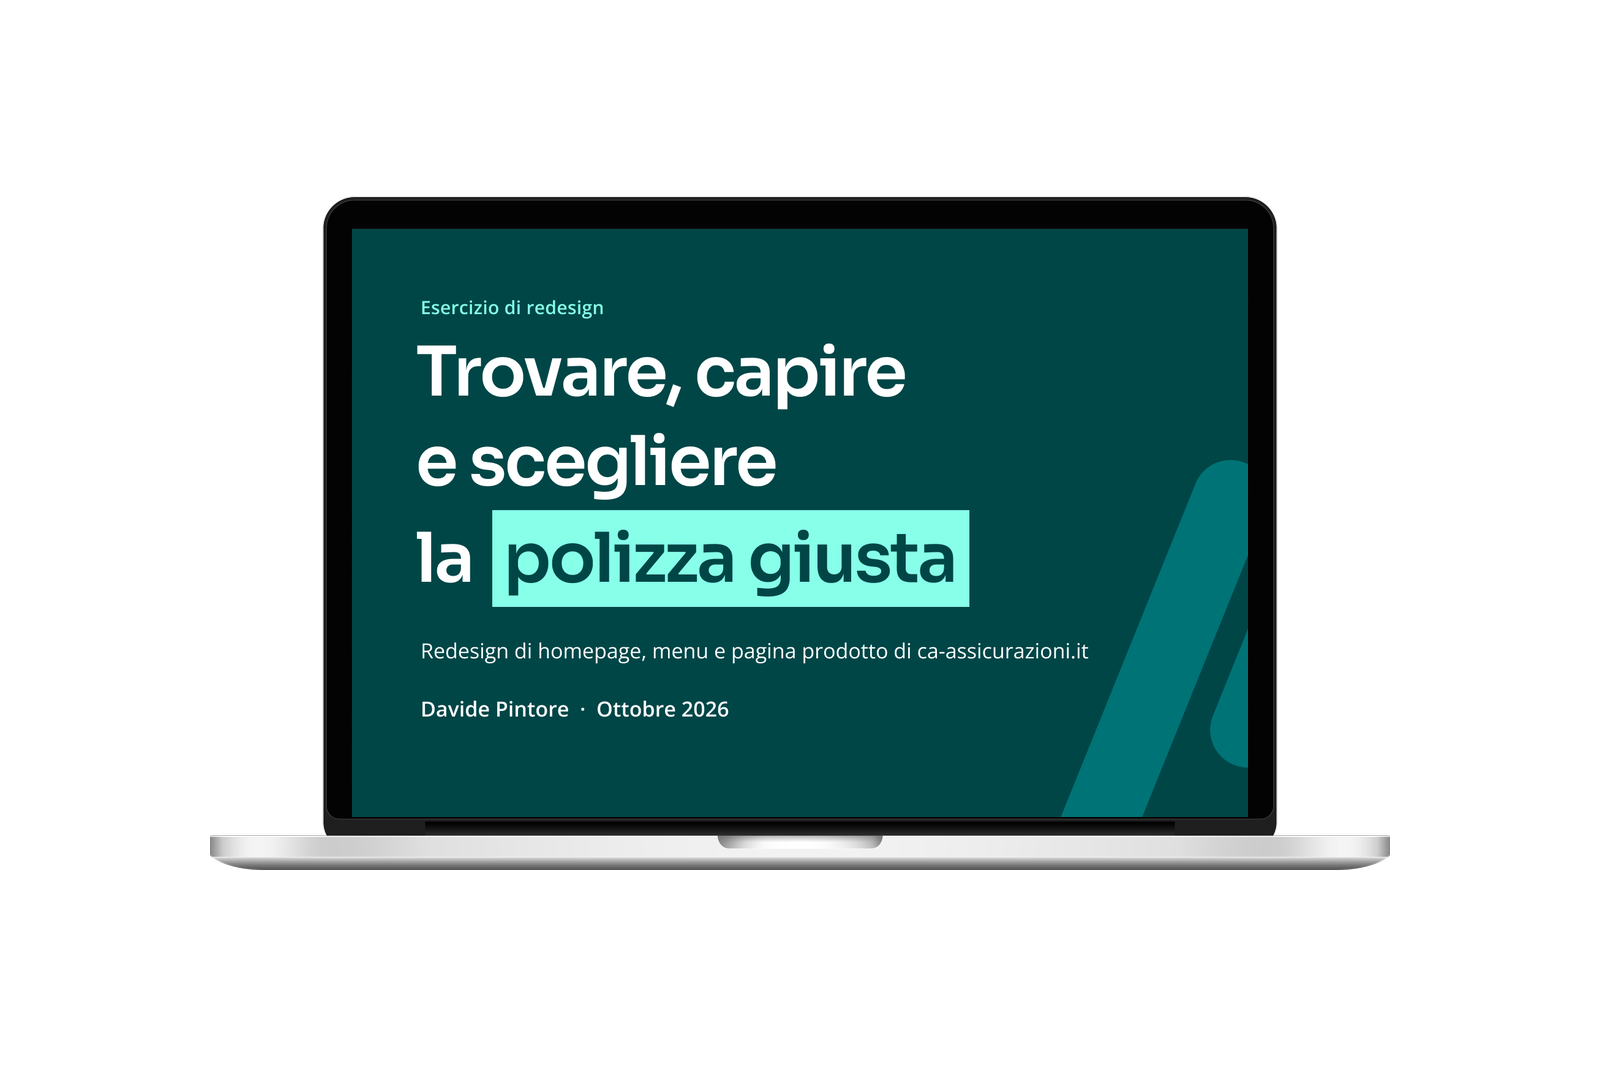 Esercizio di redesign
Trovare, capire
e scegliere
la polizza giusta
Redesign di homepage, menu e pagina prodotto di ca-assicurazioni.it
Davide Pintore · Ottobre 2026